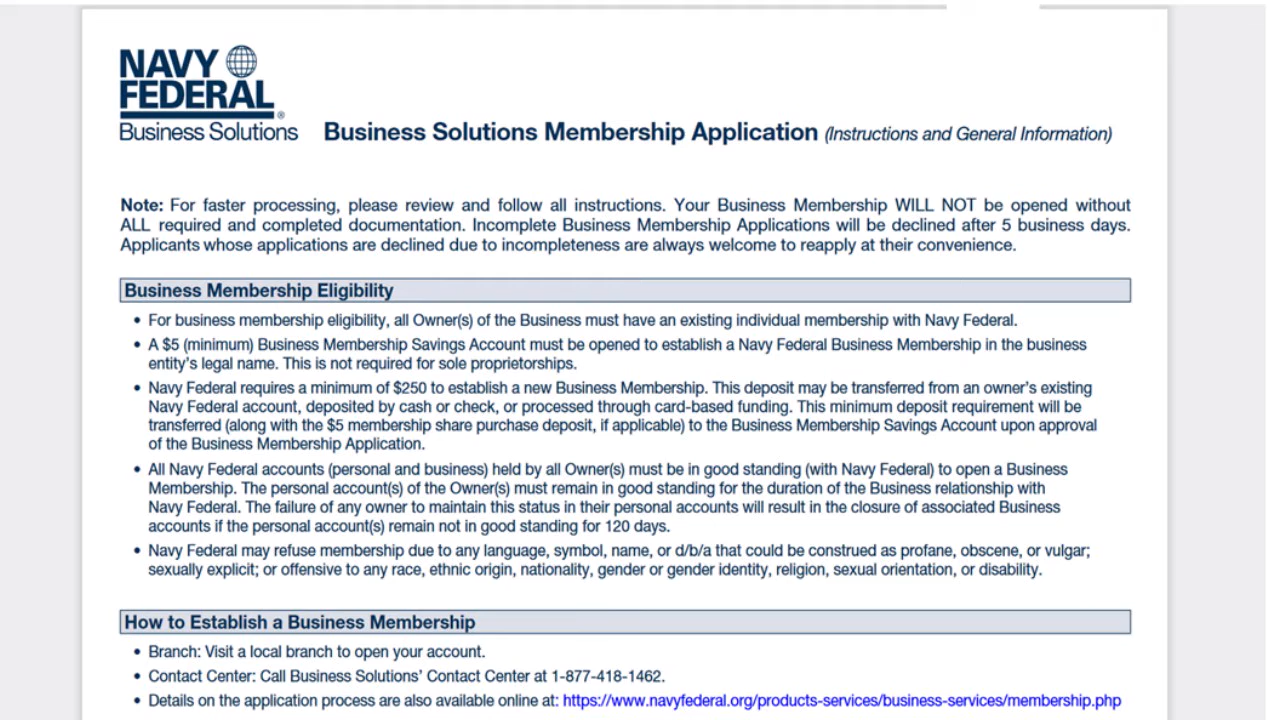 NAVY
FEDERAL®
Business Solutions
Business Solutions Membership Application (Instructions and General Information)
Note: For faster processing, please review and follow all instructions. Your Business Membership WILL NOT be opened without
ALL required and completed documentation. Incomplete Business Membership Applications will be declined after 5 business days.
Applicants whose applications are declined due to incompleteness are always welcome to reapply at their convenience.
Business Membership Eligibility
• For business membership eligibility, all Owner(s) of the Business must have an existing individual membership with Navy Federal.
• A $5 (minimum) Business Membership Savings Account must be opened to establish a Navy Federal Business Membership in the business
entity’s legal name. This is not required for sole proprietorships.
• Navy Federal requires a minimum of $250 to establish a new Business Membership. This deposit may be transferred from an owner’s existing
Navy Federal account, deposited by cash or check, or processed through card-based funding. This minimum deposit requirement will be
transferred (along with the $5 membership share purchase deposit, if applicable) to the Business Membership Savings Account upon approval
of the Business Membership Application.
• All Navy Federal accounts (personal and business) held by all Owner(s) must be in good standing (with Navy Federal) to open a Business
Membership. The personal account(s) of the Owner(s) must remain in good standing for the duration of the Business relationship with
Navy Federal. The failure of any owner to maintain this status in their personal accounts will result in the closure of associated Business
accounts if the personal account(s) remain not in good standing for 120 days.
• Navy Federal may refuse membership due to any language, symbol, name, or d/b/a that could be construed as profane, obscene, or vulgar;
sexually explicit; or offensive to any race, ethnic origin, nationality, gender or gender identity, religion, sexual orientation, or disability.
How to Establish a Business Membership
• Branch: Visit a local branch to open your account.
• Contact Center: Call Business Solutions’ Contact Center at 1-877-418-1462.
• Details on the application process are also available online at: https://www.navyfederal.org/products-services/business-services/membership.php